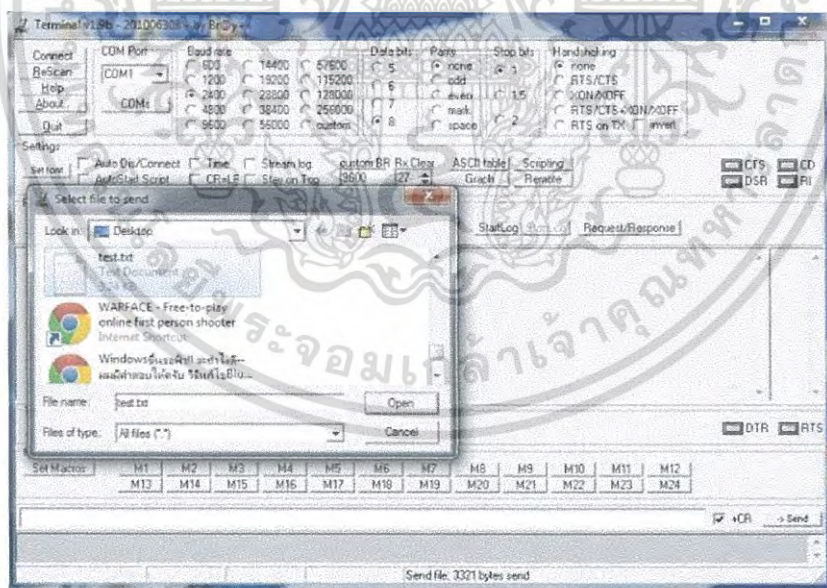 Terminal v1.9b - 20100630ß - by Br@y++
Connect
ReScan
Help
About..
Quit
COM Port
COM1
COMs
Baud rate
600 14400 57600
1200 19200 115200
2400 28800 128000
4800 38400 256000
9600 56000 custom
Data bits
5
6
7
8
Parity
none
odd
even
mark
space
Stop bits
1
1.5
2
Handshaking
none
RTS/CTS
XON/XOFF
RTS/CTS+XON/XOFF
RTS on TX invert
Settings
Set font
Auto Dis/Connect Time Stream log custom BR Rx Clear ASCII table Scripting
AutoStart Script CR=LF Stay on Top 9600 27 Graph Remote
CTS CD
DSR RI
Select file to send
Look in: Desktop
StartLog Request/Response
test.txt
Text Document
WARFACE - Free-to-play
online first person shooter
Internet Shortcut
File name: test.txt Open
Files of type: All files (*.*) Cancel
DTR RTS
Set Macros M1 M2 M3 M4 M5 M6 M7 M8 M9 M10 M11 M12
M13 M14 M15 M16 M17 M18 M19 M20 M21 M22 M23 M24
+CR -> Send
Send file: 3321 bytes send